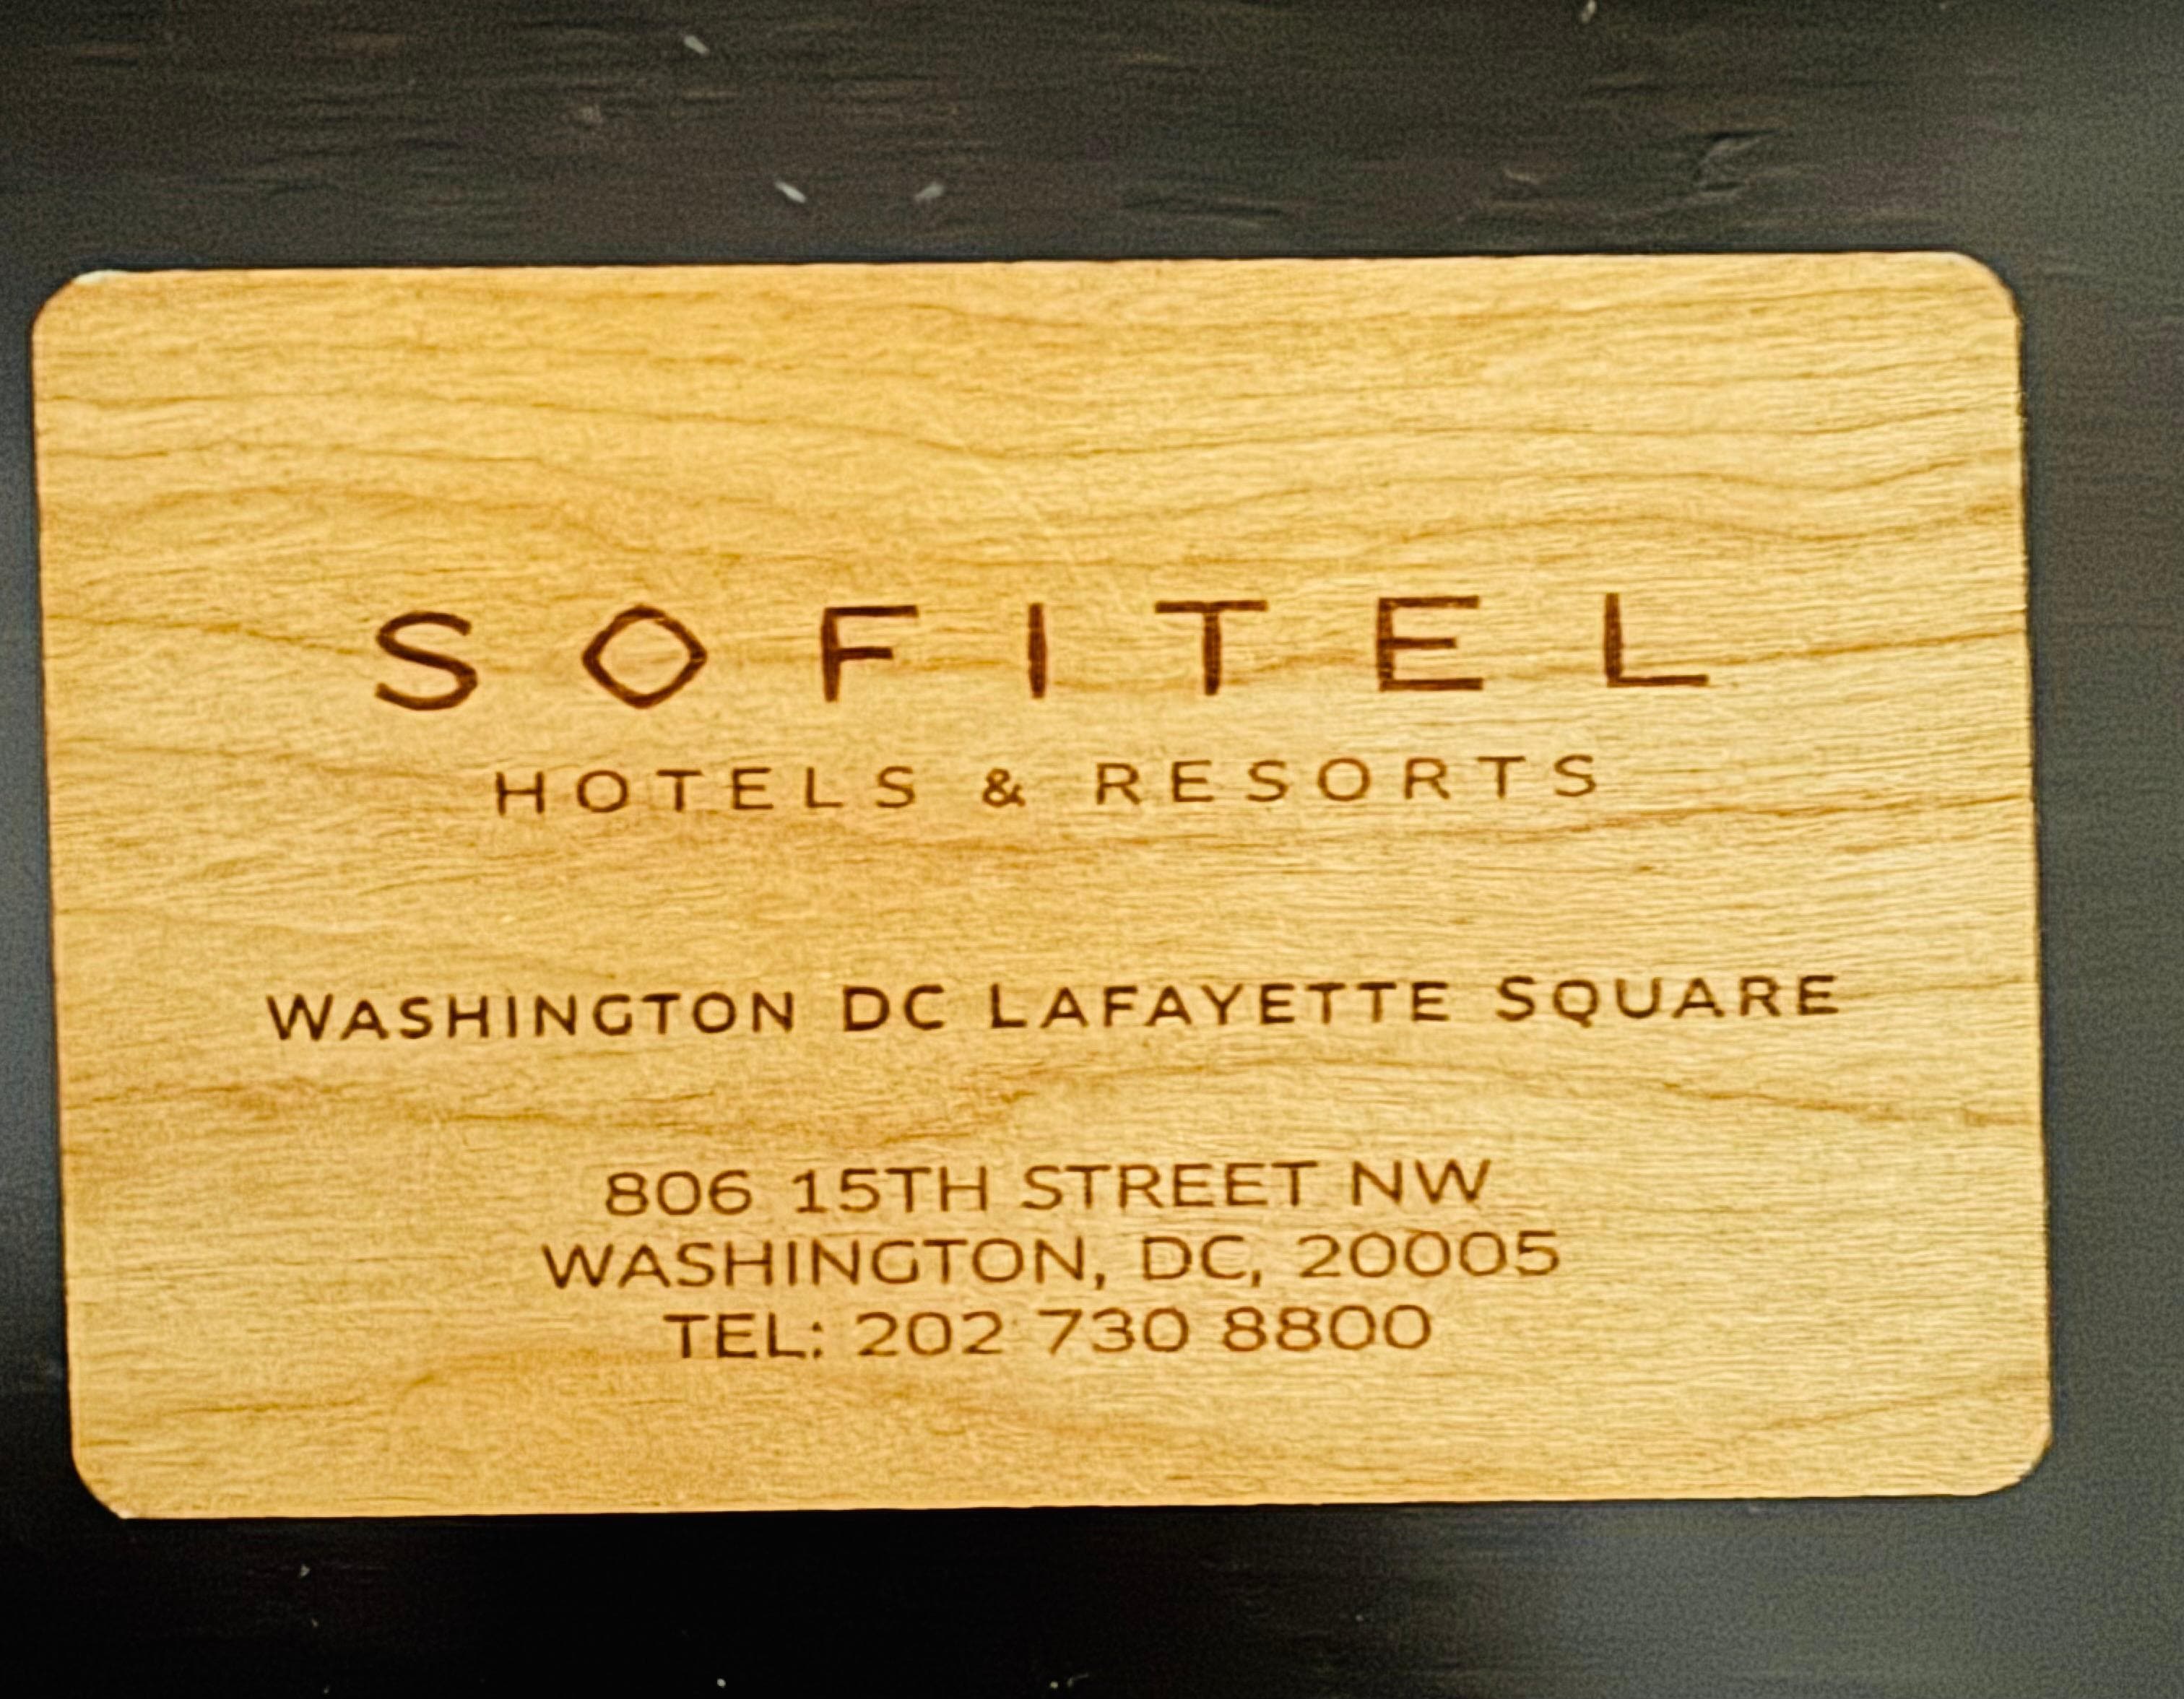 SOFITEL
HOTELS & RESORTS
WASHINGTON DC LAFAYETTE SQUARE
806 15TH STREET NW
WASHINGTON, DC, 20005
TEL: 202 730 8800